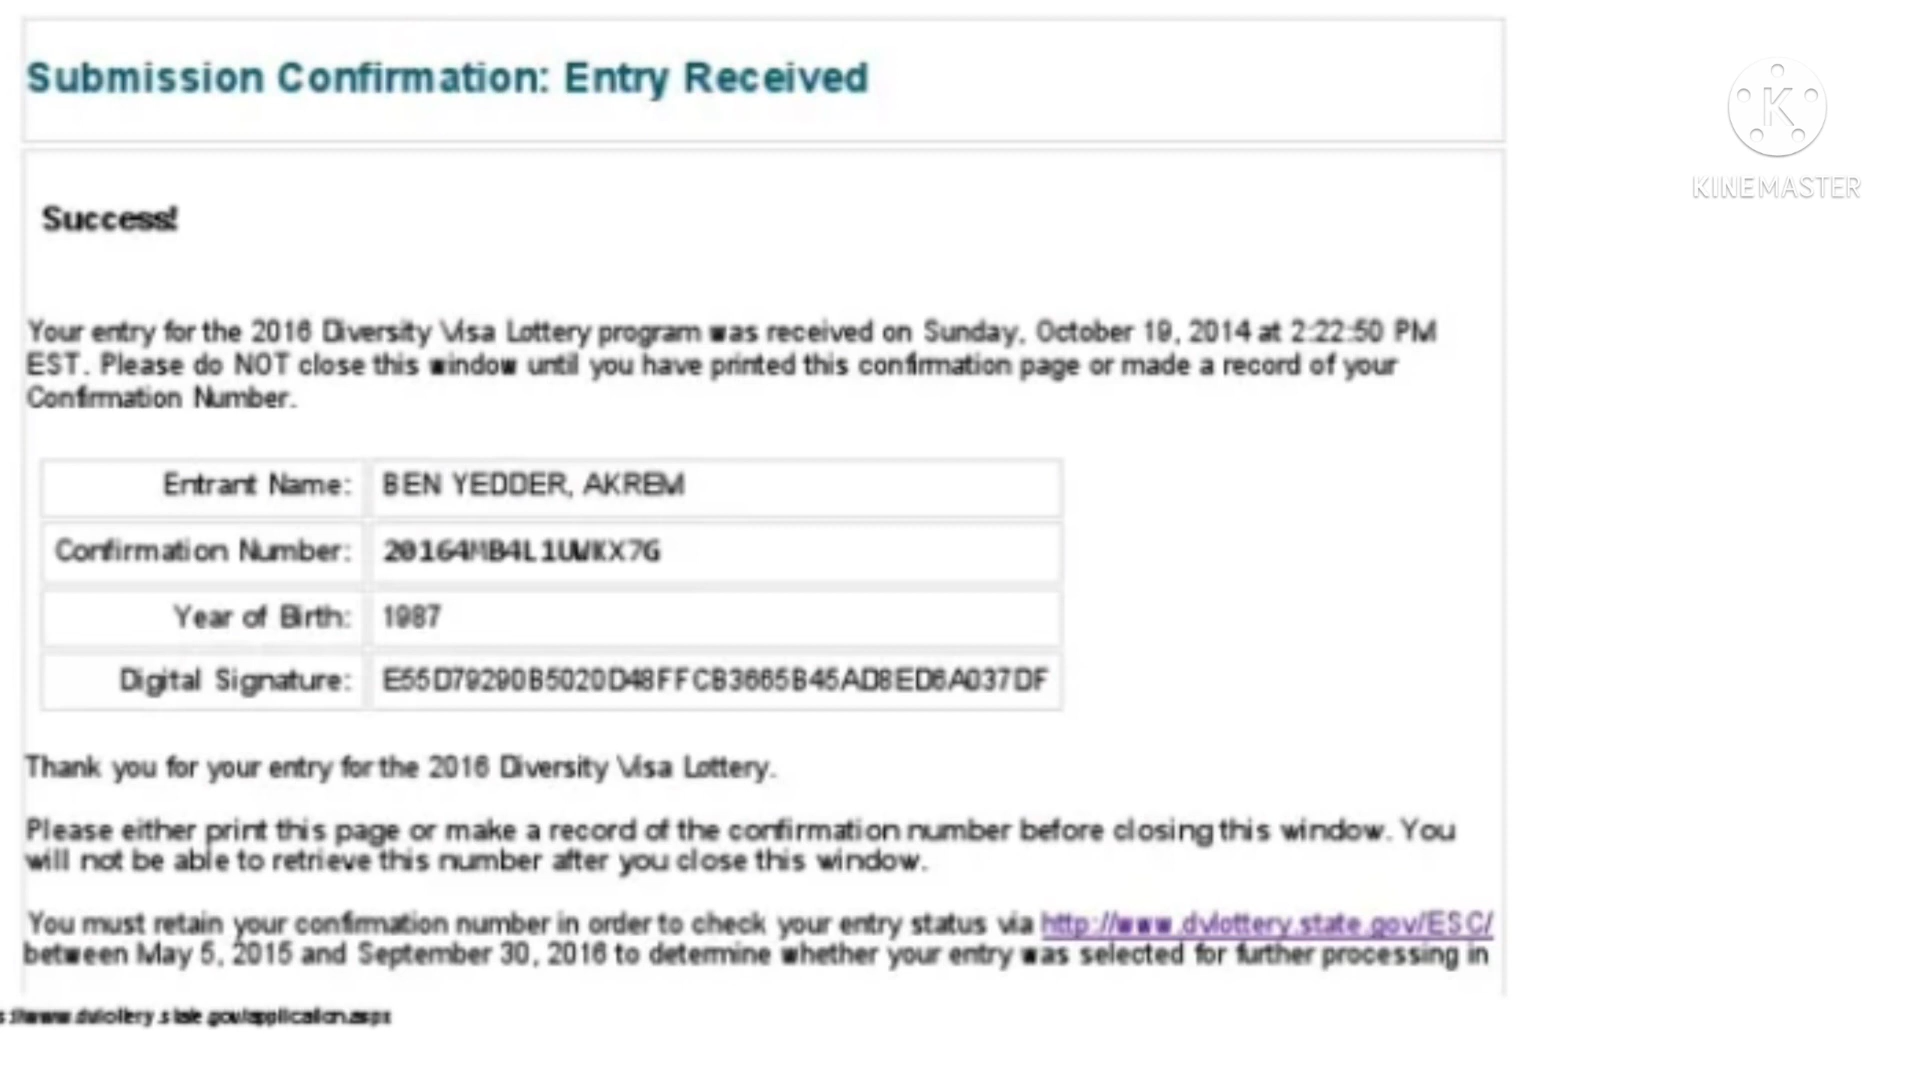 Submission Confirmation: Entry Received
KINEMASTER
Success!
Your entry for the 2016 Diversity Visa Lottery program was received on Sunday, October 19, 2014 at 2:22:50 PM
EST. Please do NOT close this window until you have printed this confirmation page or made a record of your
Confirmation Number.
Entrant Name: BEN YEDDER, AKREM
Confirmation Number: 20164MB4L1UWKX7G
Year of Birth: 1987
Digital Signature: E55D79290B5020D48FFCB3665B45AD8ED6A037DF
Thank you for your entry for the 2016 Diversity Visa Lottery.
Please either print this page or make a record of the confirmation number before closing this window. You
will not be able to retrieve this number after you close this window.
You must retain your confirmation number in order to check your entry status via http://www.dvlottery.state.gov/ESC/
between May 5, 2015 and September 30, 2016 to determine whether your entry was selected for further processing in
s://www.dvlottery.state.gov/application.aspx